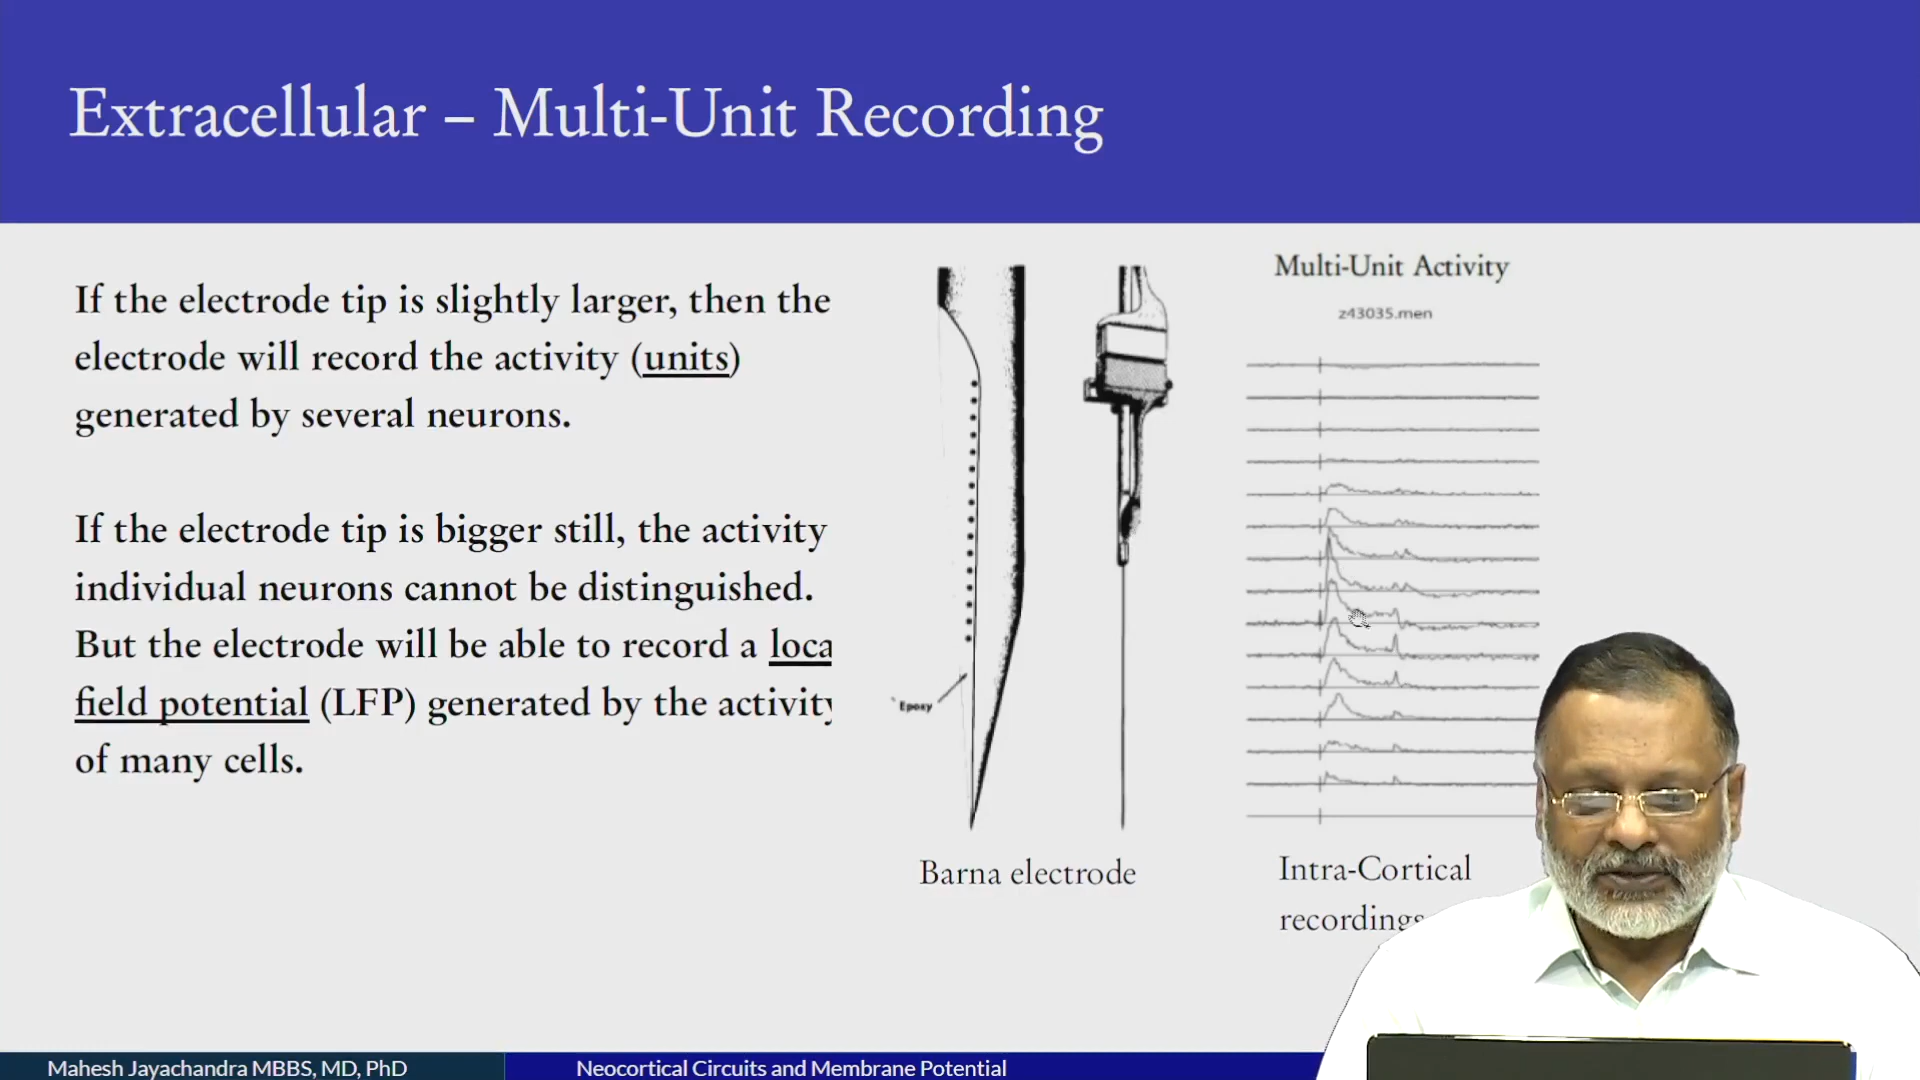 Extracellular – Multi-Unit Recording
If the electrode tip is slightly larger, then the
electrode will record the activity (units)
generated by several neurons.
If the electrode tip is bigger still, the activity
individual neurons cannot be distinguished.
But the electrode will be able to record a loca
field potential (LFP) generated by the activity
of many cells.
Epoxy
Barna electrode
Multi-Unit Activity
z43035.men
Intra-Cortical
recordings
Mahesh Jayachandra MBBS, MD, PhD
Neocortical Circuits and Membrane Potential